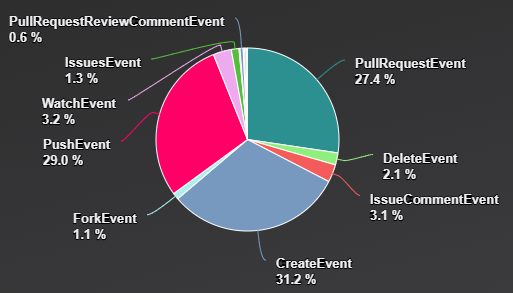 PullRequestReviewCommentEvent
0.6 %
IssuesEvent
1.3 %
WatchEvent
3.2 %
PushEvent
29.0 %
ForkEvent
1.1 %
PullRequestEvent
27.4 %
DeleteEvent
2.1 %
IssueCommentEvent
3.1 %
CreateEvent
31.2 %